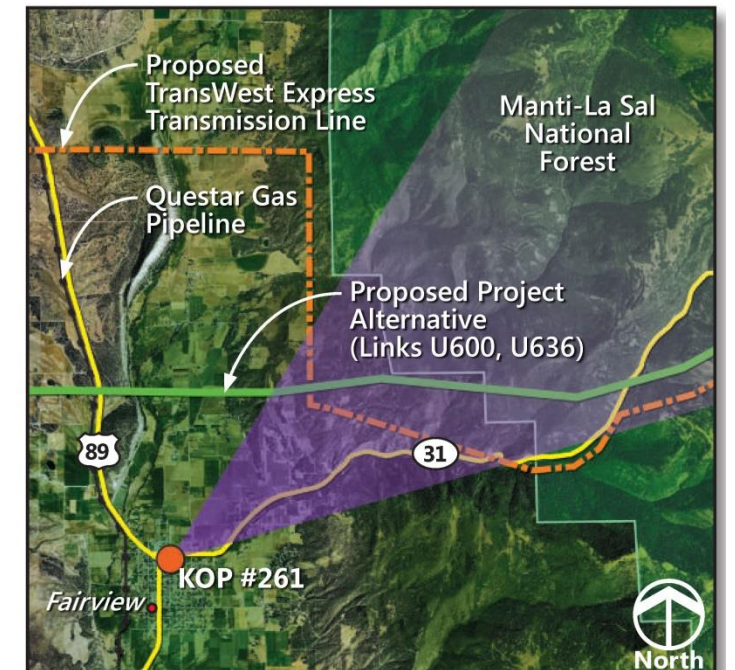 Proposed
TransWest Express
Transmission Line
Manti-La Sal
National
Forest
Questar Gas
Pipeline
Proposed Project
Alternative
(Links U600, U636)
89
31
KOP #261
Fairview
North